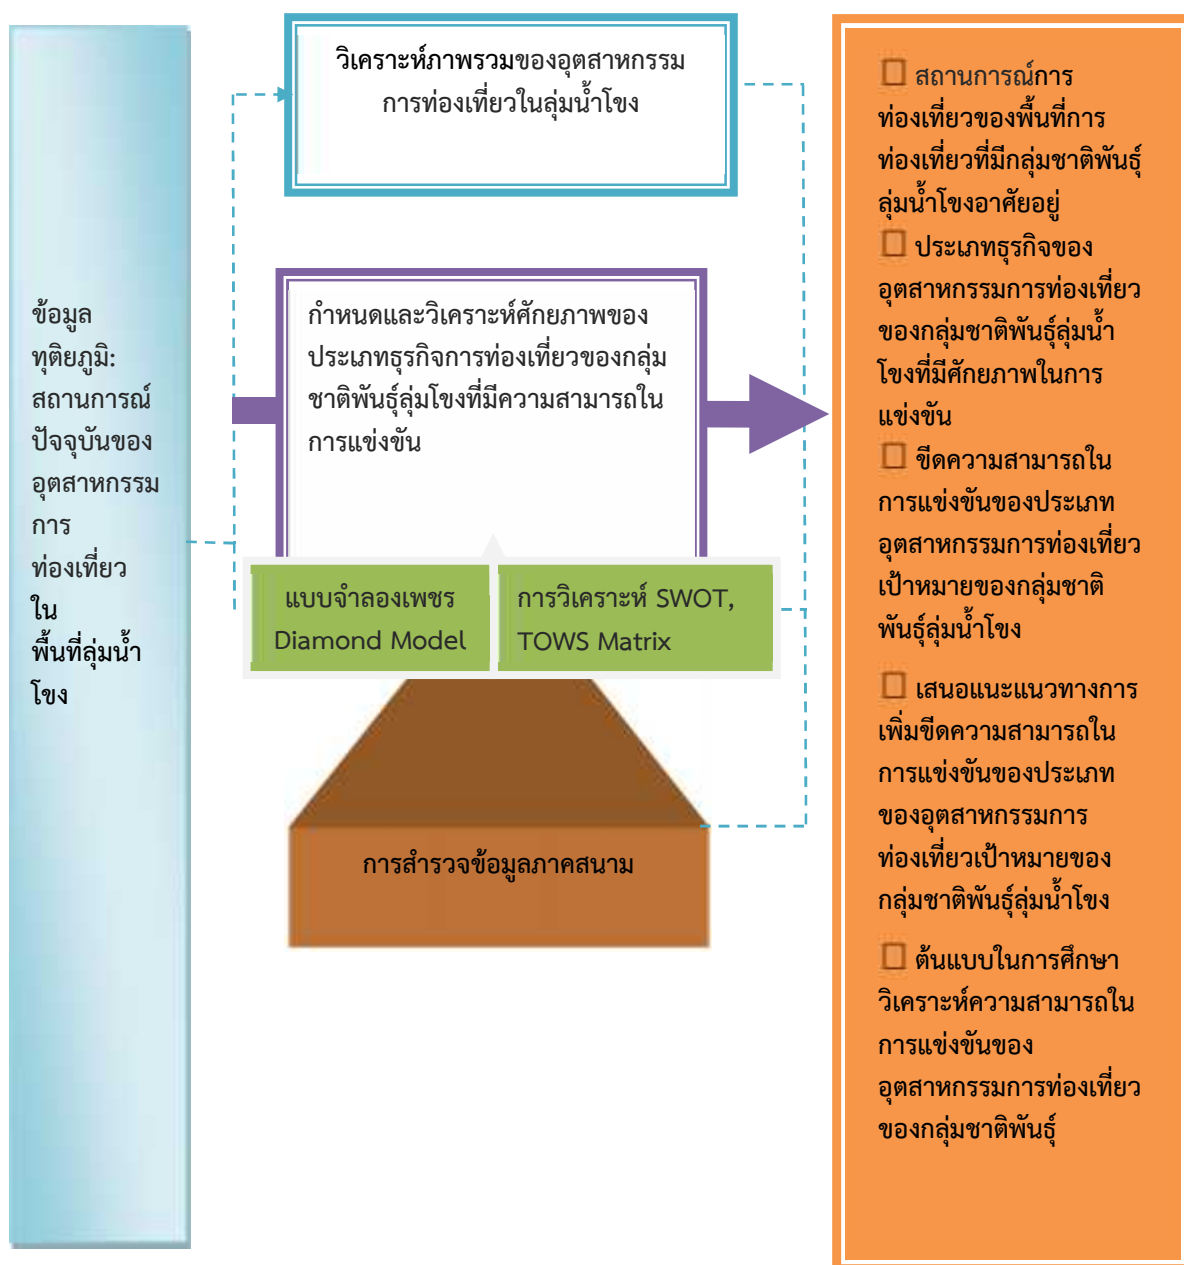 ข้อมูล
ทุติยภูมิ:
สถานการณ์
ปัจจุบันของ
อุตสาหกรรม
การ
ท่องเที่ยว
ใน
พื้นที่ลุ่มน้ำ
โขง
วิเคราะห์ภาพรวมของอุตสาหกรรม
การท่องเที่ยวในลุ่มน้ำโขง
กำหนดและวิเคราะห์ศักยภาพของ
ประเภทธุรกิจการท่องเที่ยวของกลุ่ม
ชาติพันธุ์ลุ่มโขงที่มีความสามารถใน
การแข่งขัน
แบบจำลองเพชร
Diamond Model
การวิเคราะห์ SWOT,
TOWS Matrix
การสำรวจข้อมูลภาคสนาม
สถานการณ์การ
ท่องเที่ยวของพื้นที่การ
ท่องเที่ยวที่มีกลุ่มชาติพันธุ์
ลุ่มน้ำโขงอาศัยอยู่
ประเภทธุรกิจของ
อุตสาหกรรมการท่องเที่ยว
ของกลุ่มชาติพันธุ์ลุ่มน้ำ
โขงที่มีศักยภาพในการ
แข่งขัน
ขีดความสามารถใน
การแข่งขันของประเภท
อุตสาหกรรมการท่องเที่ยว
เป้าหมายของกลุ่มชาติ
พันธุ์ลุ่มน้ำโขง
เสนอแนะแนวทางการ
เพิ่มขีดความสามารถใน
การแข่งขันของประเภท
ของอุตสาหกรรมการ
ท่องเที่ยวเป้าหมายของ
กลุ่มชาติพันธุ์ลุ่มน้ำโขง
ต้นแบบในการศึกษา
วิเคราะห์ความสามารถใน
การแข่งขันของ
อุตสาหกรรมการท่องเที่ยว
ของกลุ่มชาติพันธุ์